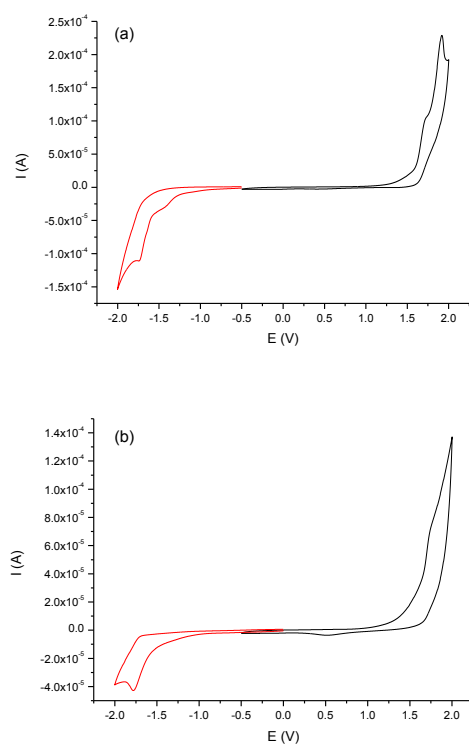 (a)
2.5x10⁻⁴
2.0x10⁻⁴
1.5x10⁻⁴
1.0x10⁻⁴
5.0x10⁻⁵
0.0
-5.0x10⁻⁵
-1.0x10⁻⁴
-1.5x10⁻⁴
I (A)
-2.0 -1.5 -1.0 -0.5 0.0 0.5 1.0 1.5 2.0
E (V)
(b)
1.4x10⁻⁴
1.2x10⁻⁴
1.0x10⁻⁴
8.0x10⁻⁵
6.0x10⁻⁵
4.0x10⁻⁵
2.0x10⁻⁵
0.0
-2.0x10⁻⁵
-4.0x10⁻⁵
I (A)
-2.0 -1.5 -1.0 -0.5 0.0 0.5 1.0 1.5 2.0
E (V)